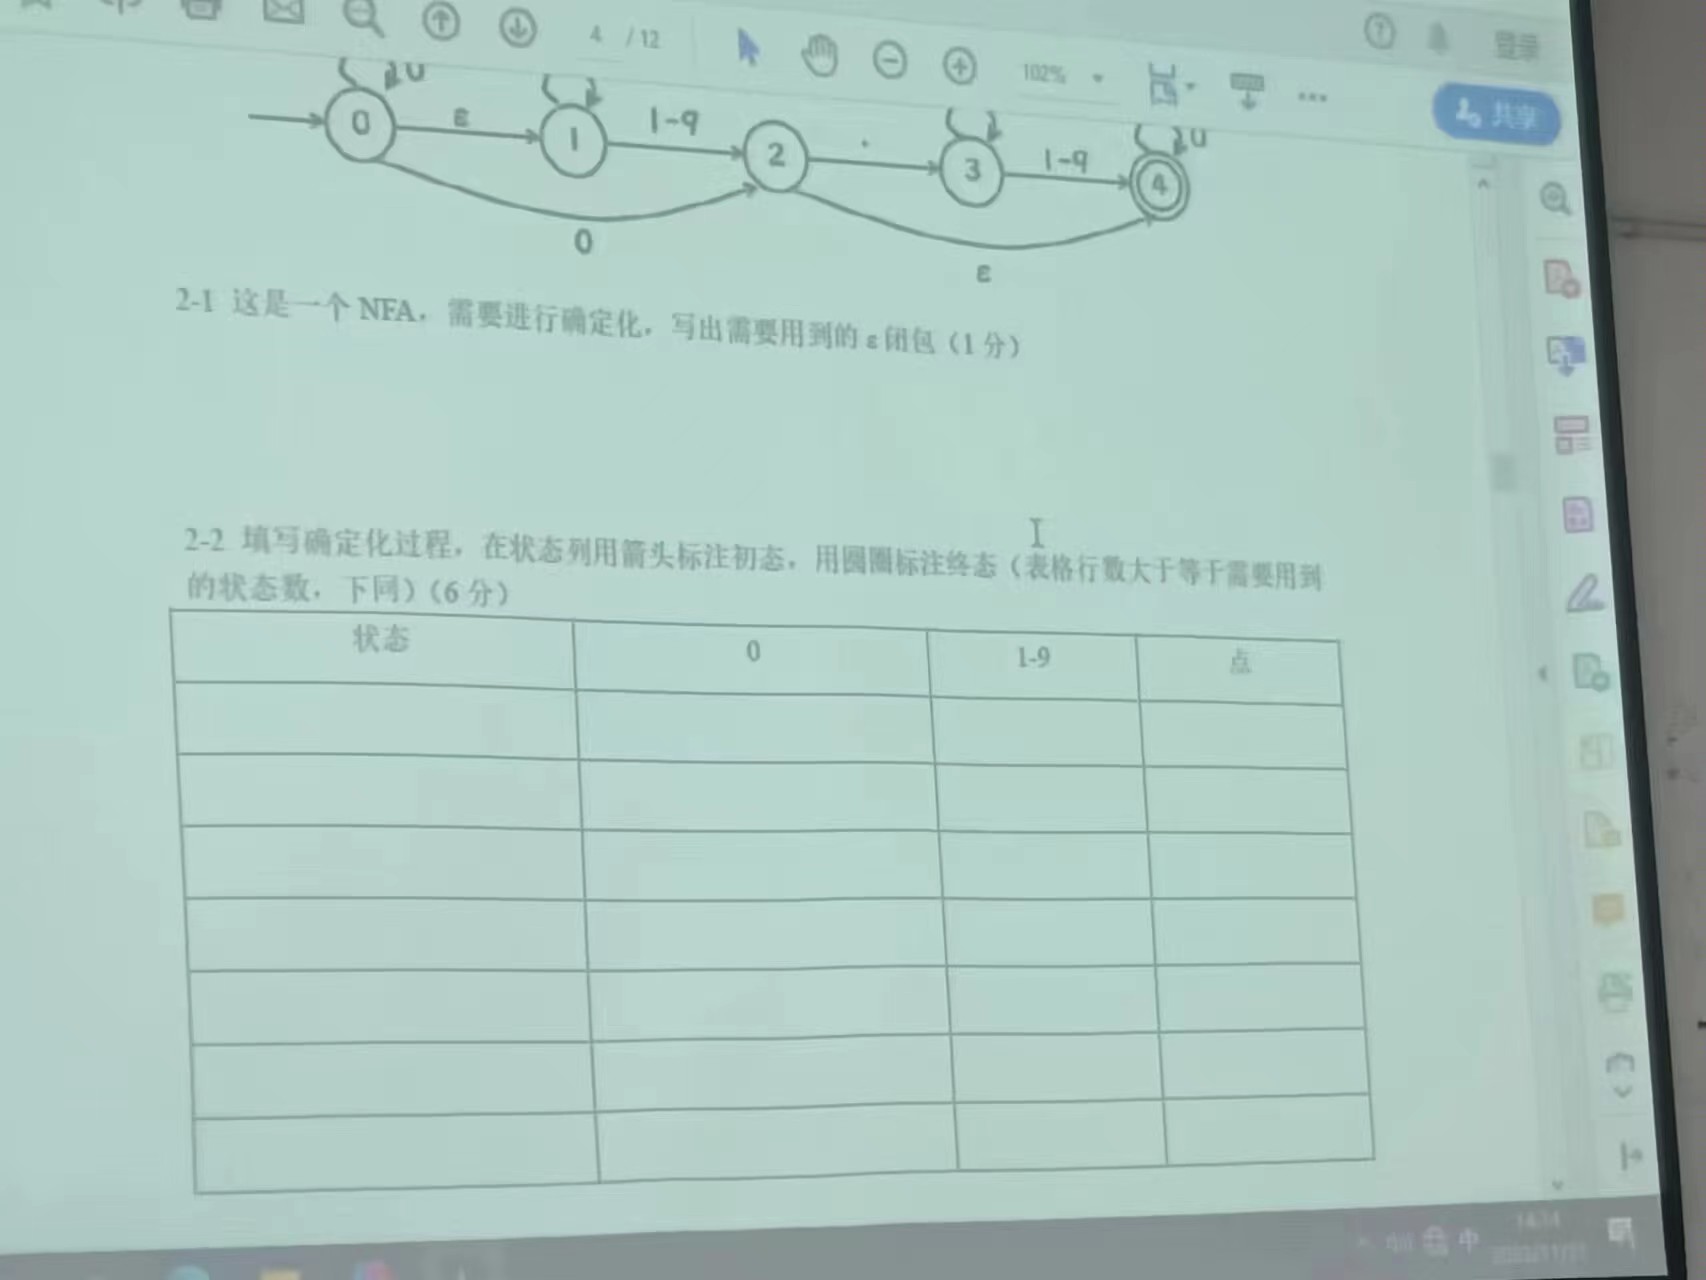 4 / 12
102%
登录
共享
0
ε
1
1-9
2
.
3
1-9
4
0
ε
2-1 这是一个 NFA，需要进行确定化，写出需要用到的 ε 闭包（1 分）
2-2 填写确定化过程，在状态列用箭头标注初态，用圆圈标注终态（表格行数大于等于需要用到
的状态数，下同）（6 分）
状态 0 1-9 点
中